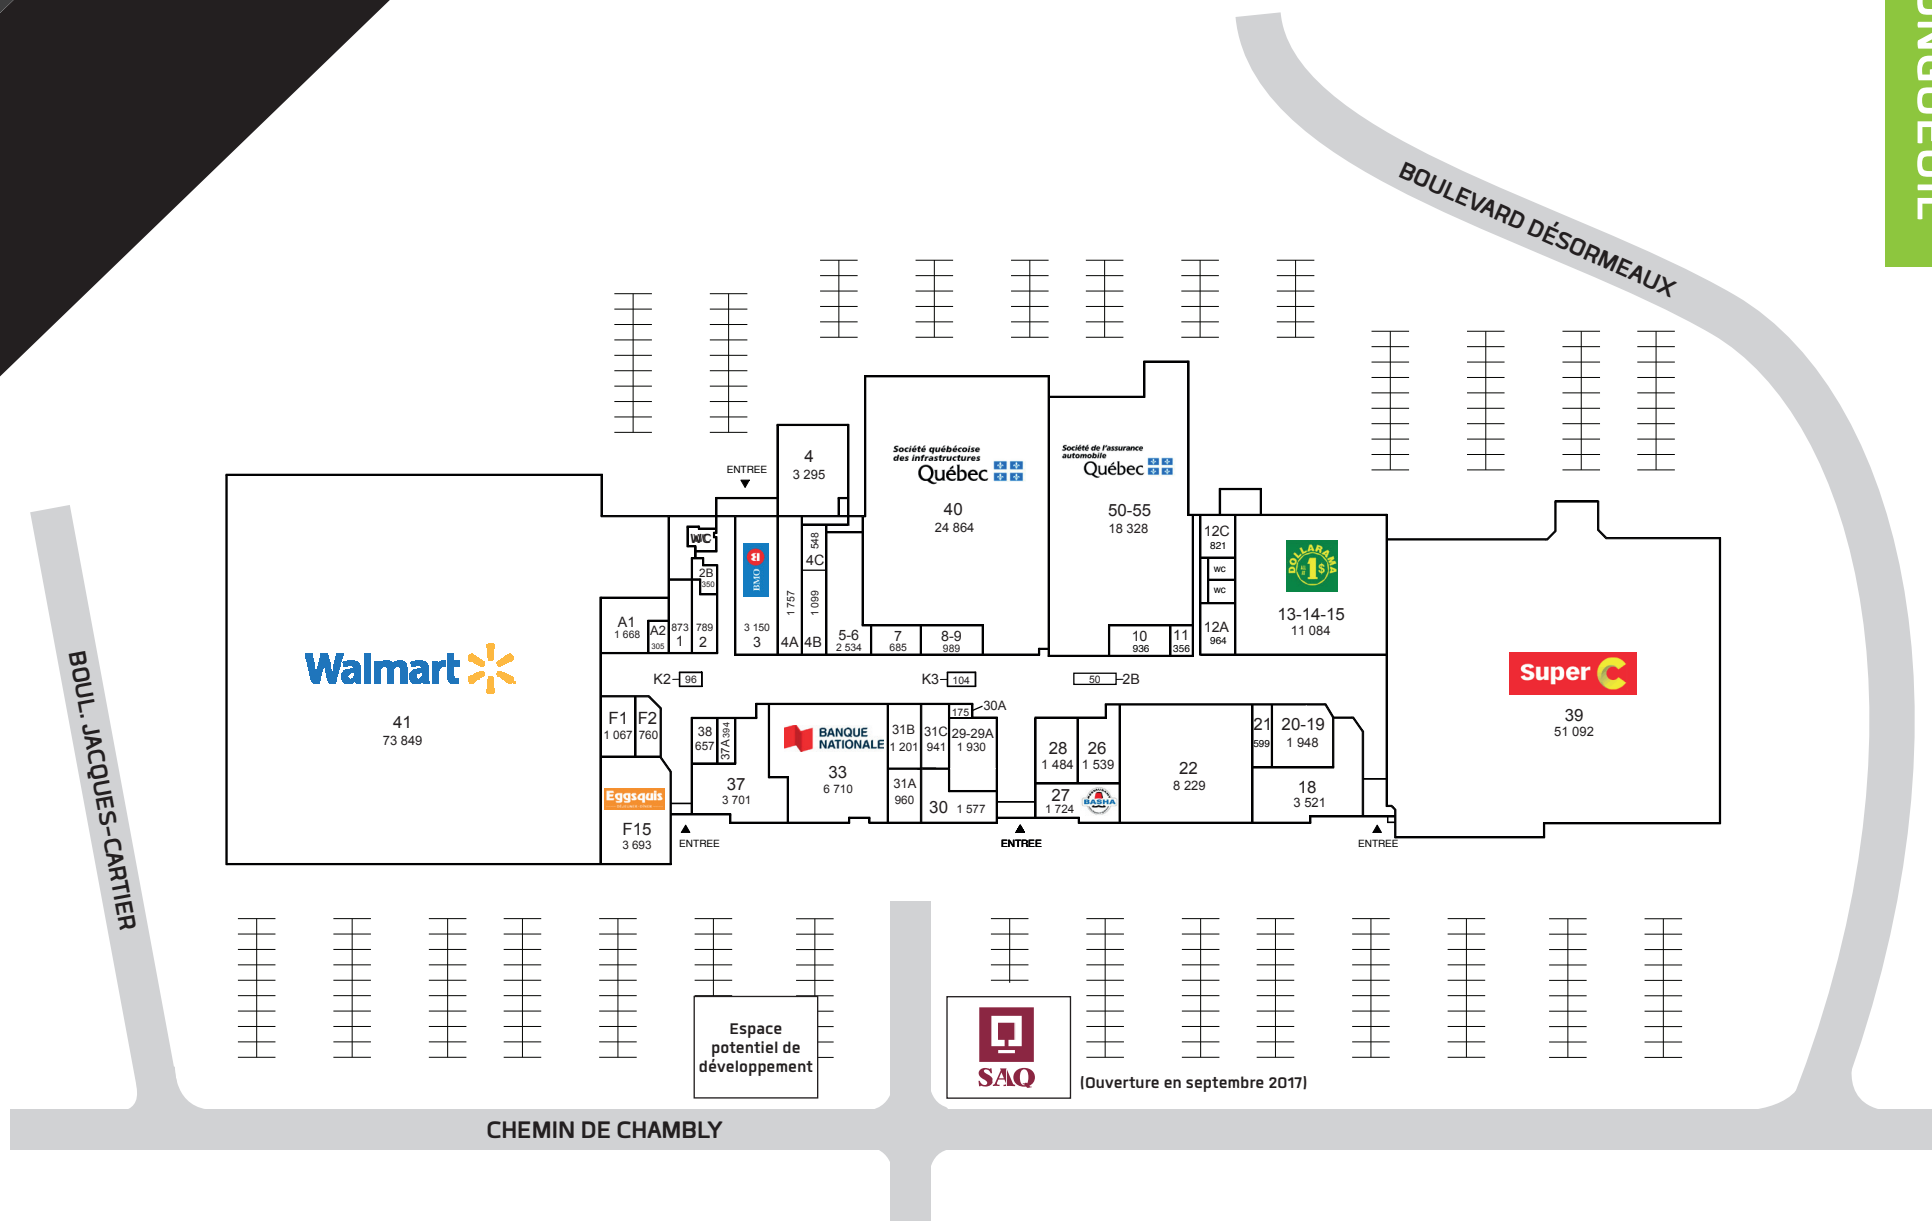 ONGUEUIL
BOULEVARD DÉSORMEAUX
BOUL. JACQUES-CARTIER
CHEMIN DE CHAMBLY
ENTREE
4
3 295
Société québécoise
des infrastructures
Québec
40
24 864
Société de l'assurance
automobile
Québec
50-55
18 328
WC
2B
350
BMO
3 150
3
1 757
4A
548
4C
1 099
4B
5-6
2 534
7
685
8-9
989
10
936
11
356
12C
821
WC
WC
12A
964
DOLLARAMA
1$
13-14-15
11 084
A1
1 668
A2
305
873
1
789
2
Walmart
41
73 849
Super C
39
51 092
K2
96
K3
104
50
2B
F1
1 067
F2
760
38
657
37A 394
37
3 701
BANQUE
NATIONALE
33
6 710
31B
1 201
31C
941
175
30A
29-29A
1 930
31A
960
30
1 577
28
1 484
26
1 539
27
1 724
BASHA
22
8 229
21
599
20-19
1 948
18
3 521
Eggsquis
F15
3 693
ENTREE
ENTREE
ENTREE
Espace
potentiel de
développement
SAQ
(Ouverture en septembre 2017)